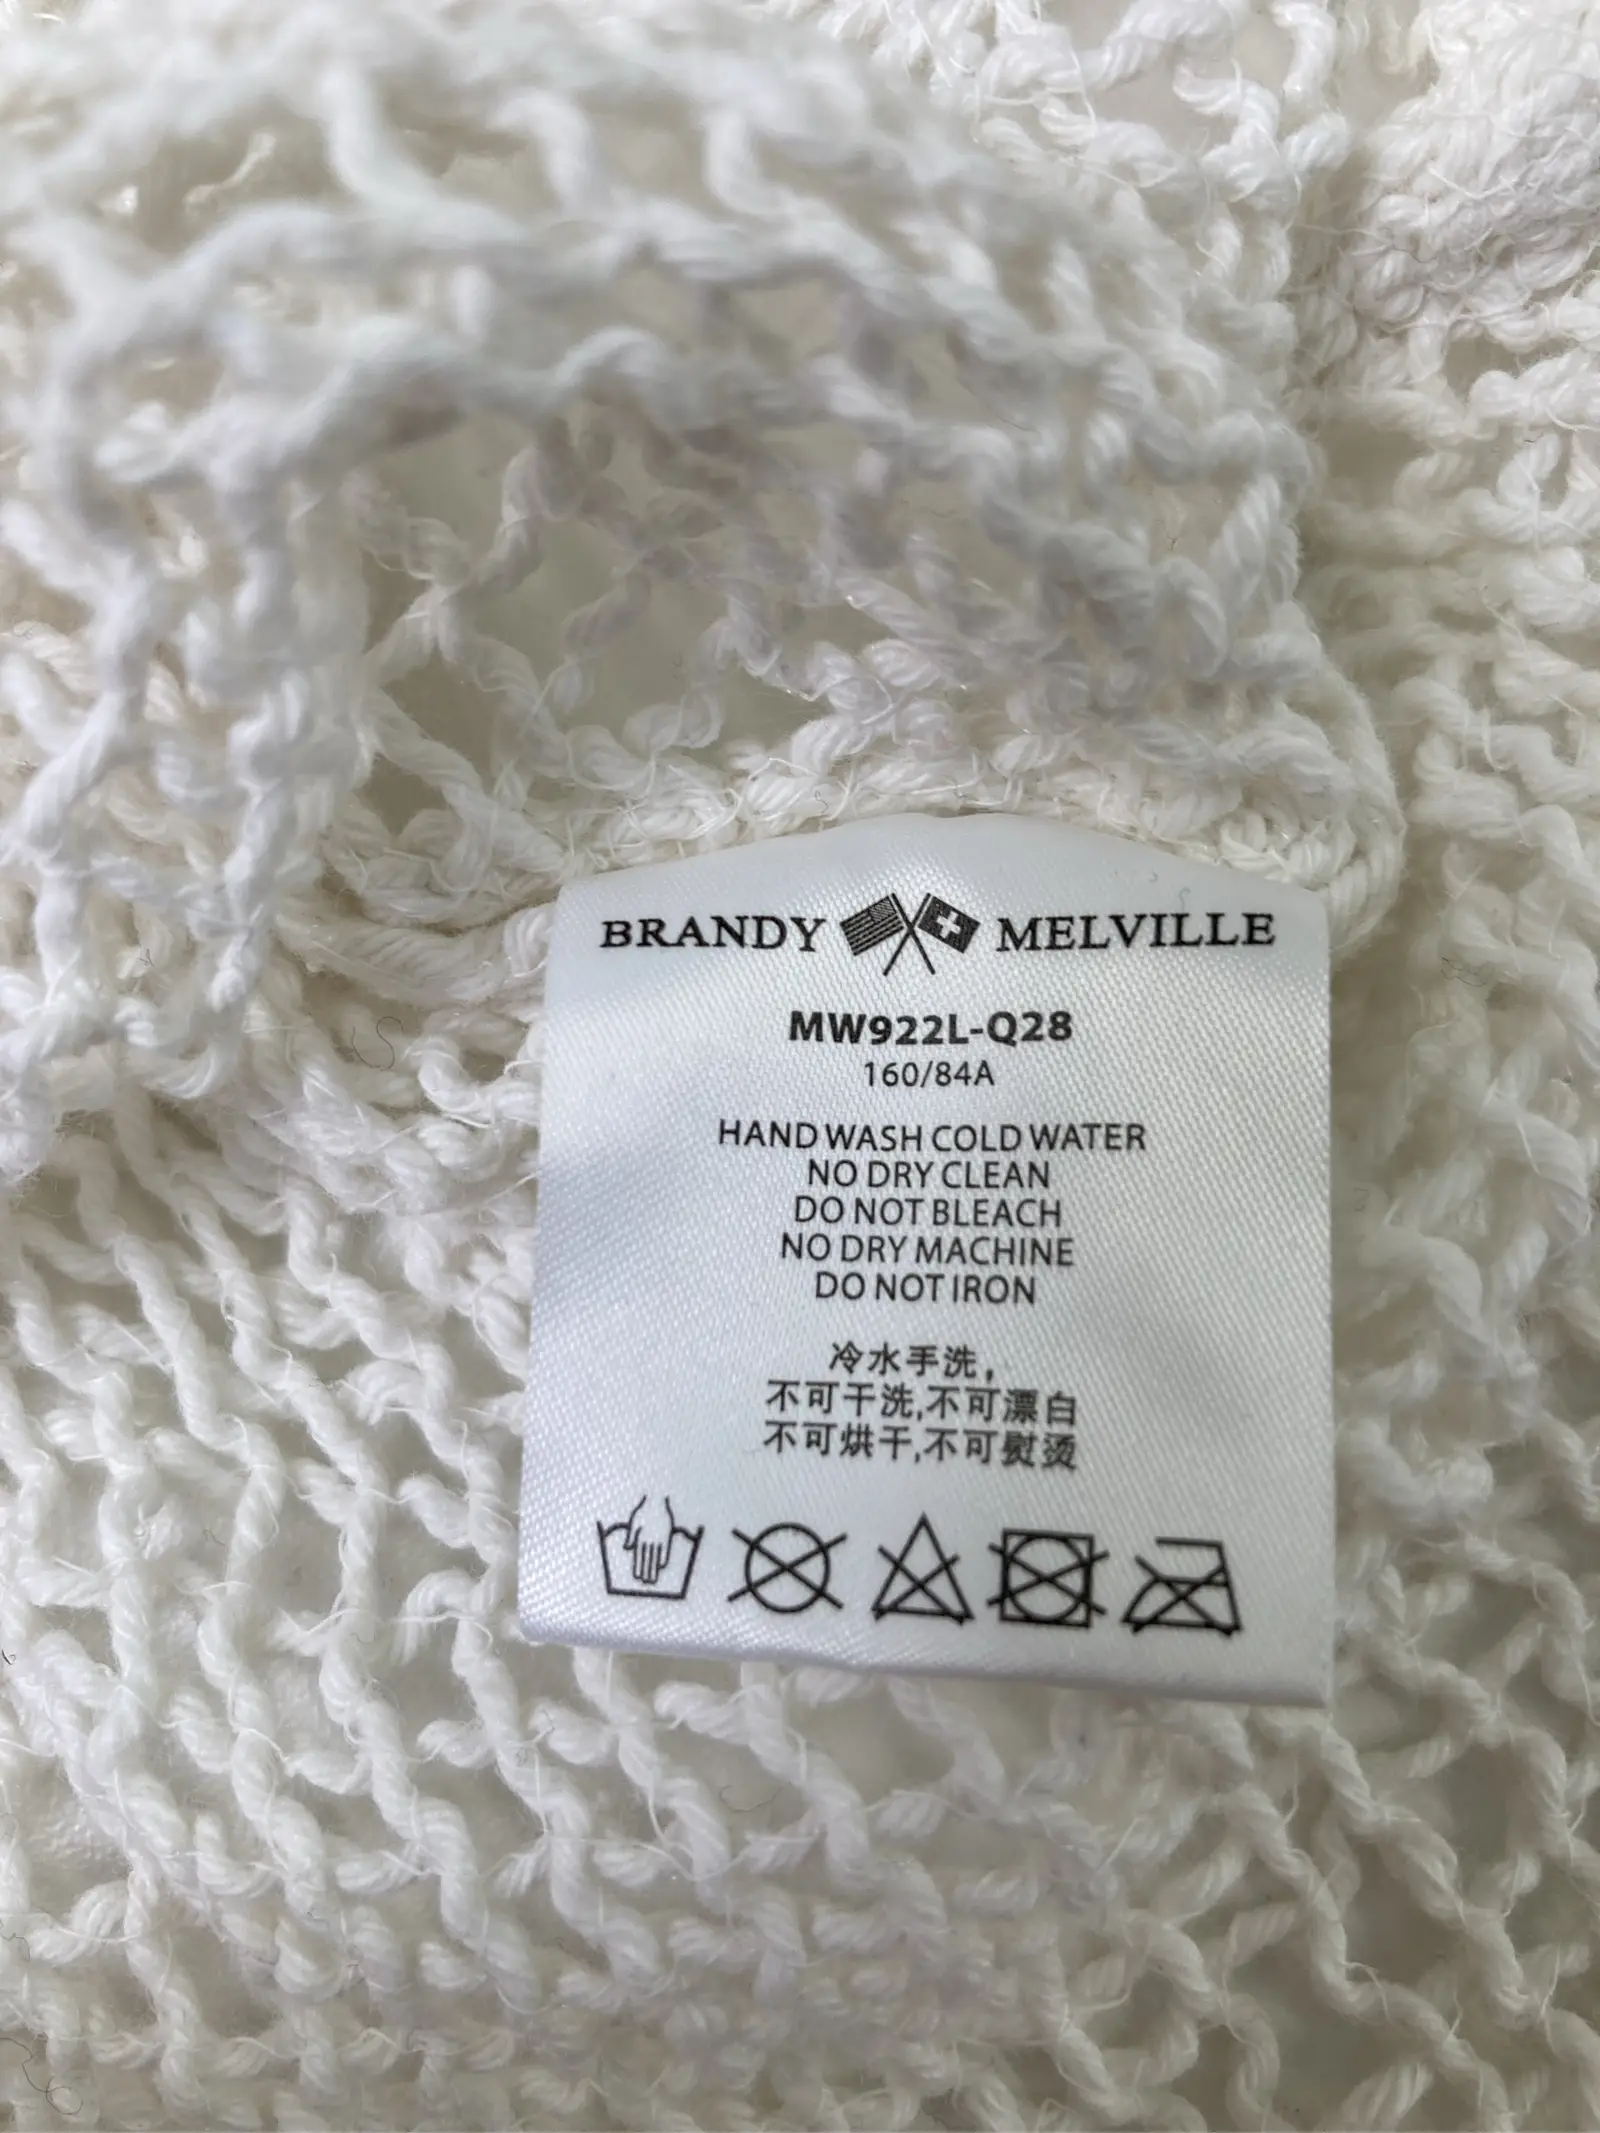 BRANDY MELVILLE
MW922L-Q28
160/84A
HAND WASH COLD WATER
NO DRY CLEAN
DO NOT BLEACH
NO DRY MACHINE
DO NOT IRON
冷水手洗，
不可干洗,不可漂白
不可烘干,不可熨烫